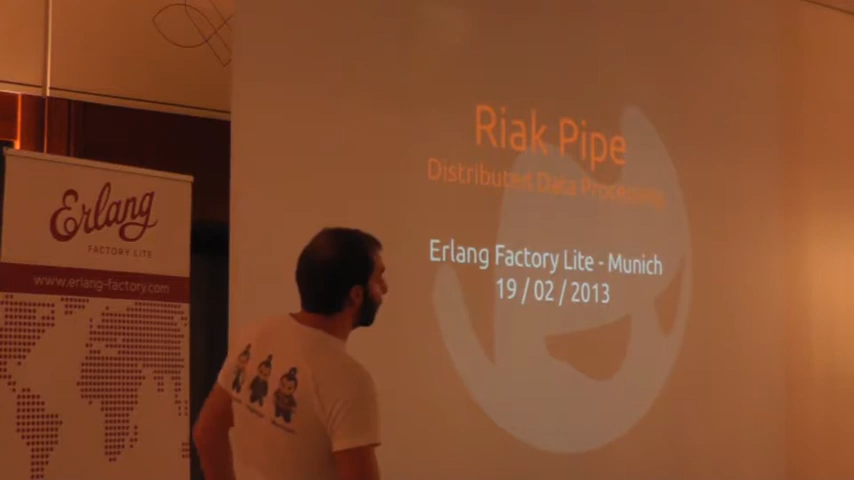 Erlang
FACTORY LITE
www.erlang-factory.com
Riak Pipe
Distributed Data Processing
Erlang Factory Lite - Munich
19 / 02 / 2013